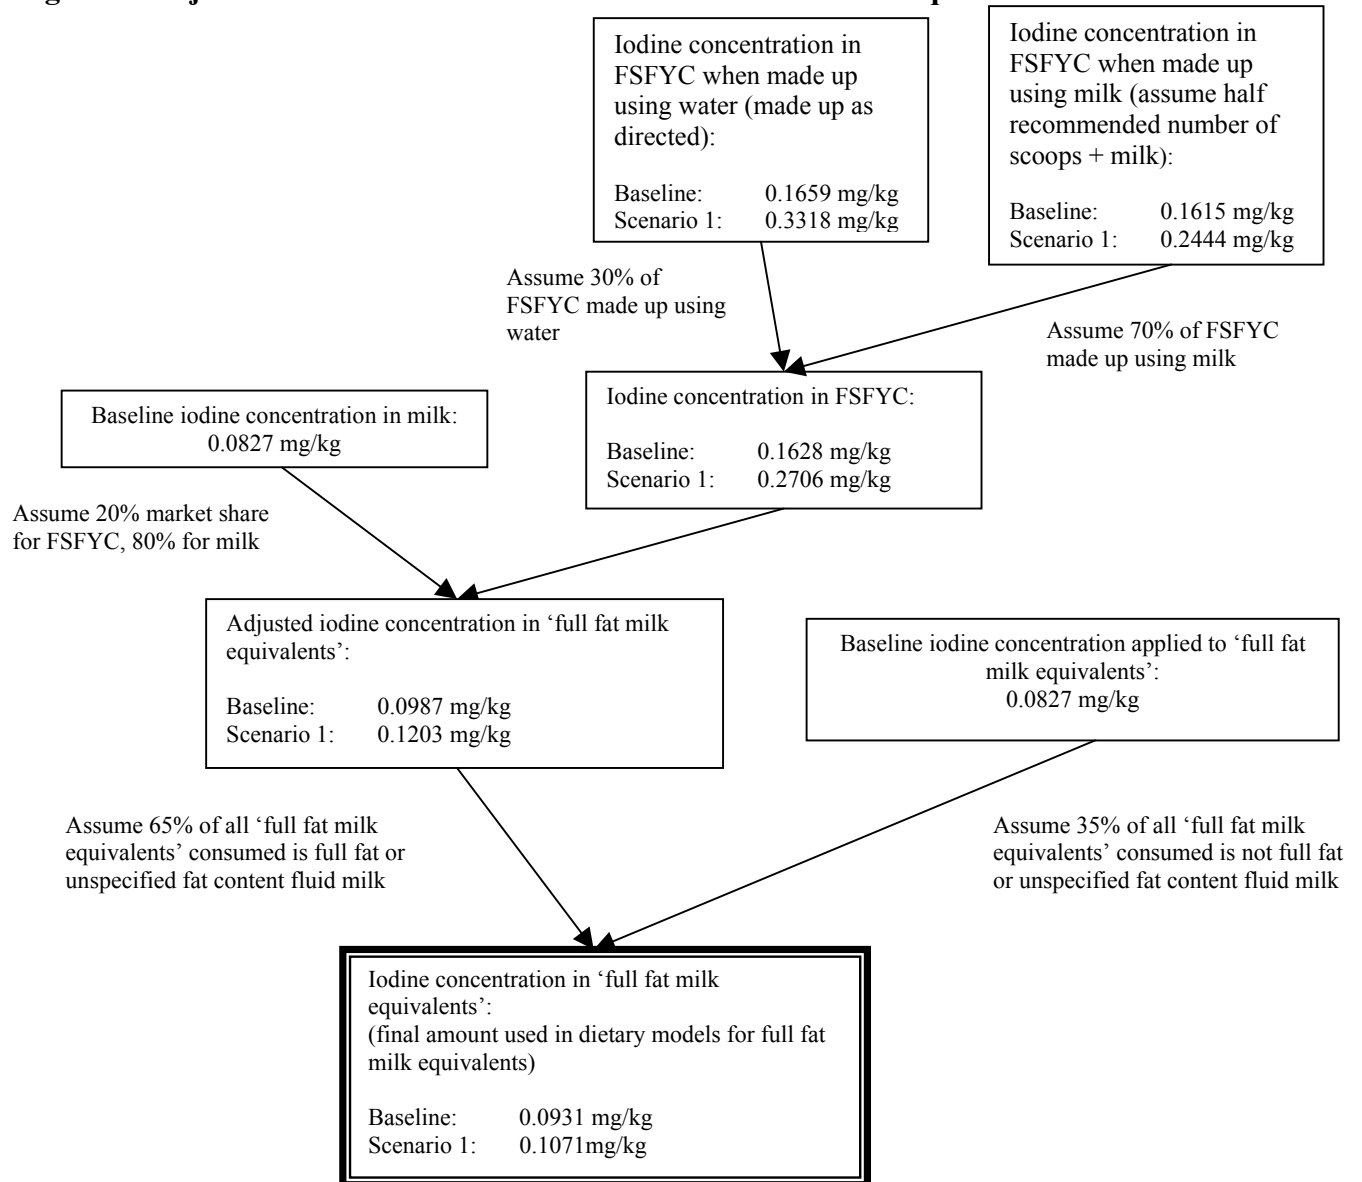 Iodine concentration in
FSFYC when made up
using water (made up as
directed):
Baseline: 0.1659 mg/kg
Scenario 1: 0.3318 mg/kg
Iodine concentration in
FSFYC when made up
using milk (assume half
recommended number of
scoops + milk):
Baseline: 0.1615 mg/kg
Scenario 1: 0.2444 mg/kg
Assume 30% of
FSFYC made up using
water
Assume 70% of FSFYC
made up using milk
Baseline iodine concentration in milk:
0.0827 mg/kg
Iodine concentration in FSFYC:
Baseline: 0.1628 mg/kg
Scenario 1: 0.2706 mg/kg
Assume 20% market share
for FSFYC, 80% for milk
Adjusted iodine concentration in ‘full fat milk
equivalents’:
Baseline: 0.0987 mg/kg
Scenario 1: 0.1203 mg/kg
Baseline iodine concentration applied to ‘full fat
milk equivalents’:
0.0827 mg/kg
Assume 65% of all ‘full fat milk
equivalents’ consumed is full fat or
unspecified fat content fluid milk
Assume 35% of all ‘full fat milk
equivalents’ consumed is not full fat
or unspecified fat content fluid milk
Iodine concentration in ‘full fat milk
equivalents’:
(final amount used in dietary models for full fat
milk equivalents)
Baseline: 0.0931 mg/kg
Scenario 1: 0.1071mg/kg